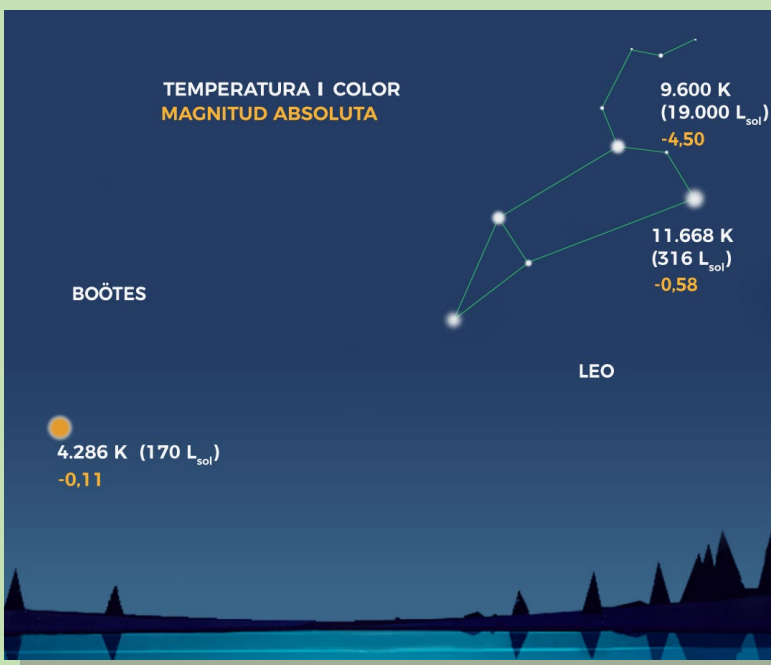 TEMPERATURA I COLOR
MAGNITUD ABSOLUTA
9.600 K
(19.000 Lsol)
-4,50
11.668 K
(316 Lsol)
-0,58
BOÖTES
LEO
4.286 K (170 Lsol)
-0,11